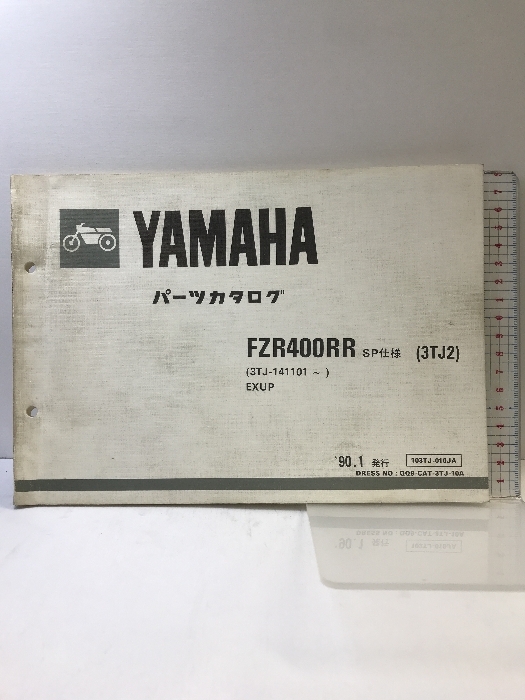 YAMAHA
パーツカタログ
FZR400RR SP仕様 (3TJ2)
(3TJ-141101 ~ )
EXUP
'90.1 発行 103TJ-010JA
DRESS NO : QQ9-CAT-3TJ-10A